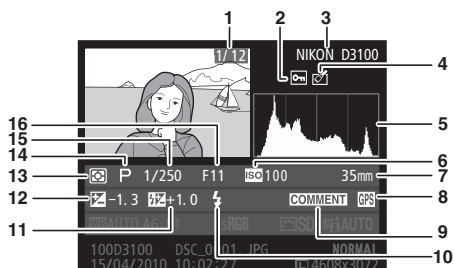 1 2 3
1/12 NIKON D3100
4
5
16
15
14 6
13 P 1/250 F11 ISO 100 35mm 7
12 -1.3 +1.0 COMMENT GPS 8
AUTO A6, sRGB SD AUTO
11 10 9
100D3100 DSC_0001. JPG NORMAL
15/04/2010 10:02:27 L 4608x3072